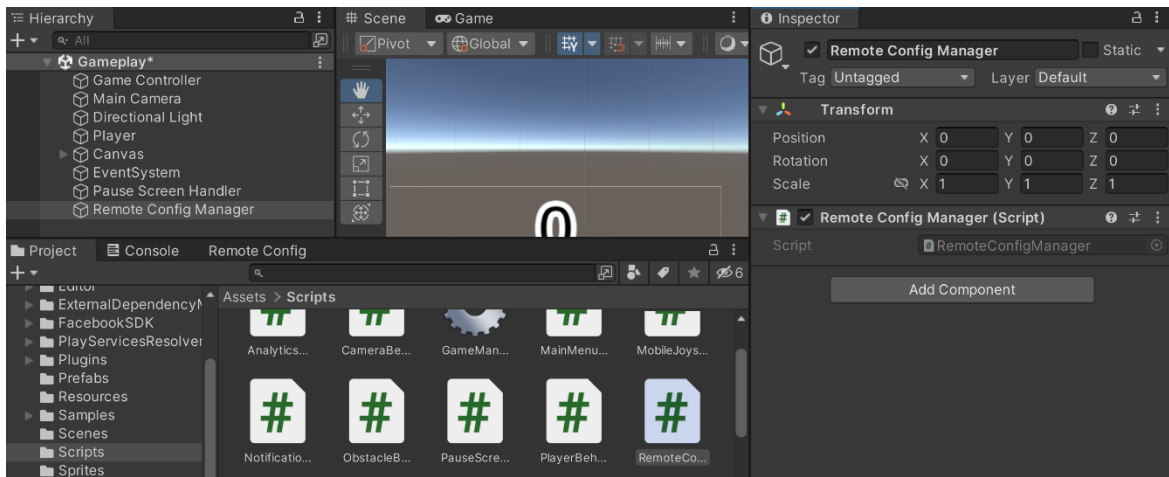 Hierarchy
All
Gameplay*
Game Controller
Main Camera
Directional Light
Player
Canvas
EventSystem
Pause Screen Handler
Remote Config Manager
Scene Game
Pivot Global
0
Project Console Remote Config
6
Editor
ExternalDependencyM
FacebookSDK
PlayServicesResolver
Plugins
Prefabs
Resources
Samples
Scenes
Scripts
Sprites
Assets > Scripts
Analytics... CameraBe... GameMan... MainMenu... MobileJoys...
Notificatio... ObstacleB... PauseScre... PlayerBeh... RemoteCo...
Inspector
Remote Config Manager Static
Tag Untagged Layer Default
Transform
Position X 0 Y 0 Z 0
Rotation X 0 Y 0 Z 0
Scale X 1 Y 1 Z 1
# Remote Config Manager (Script)
Script RemoteConfigManager
Add Component